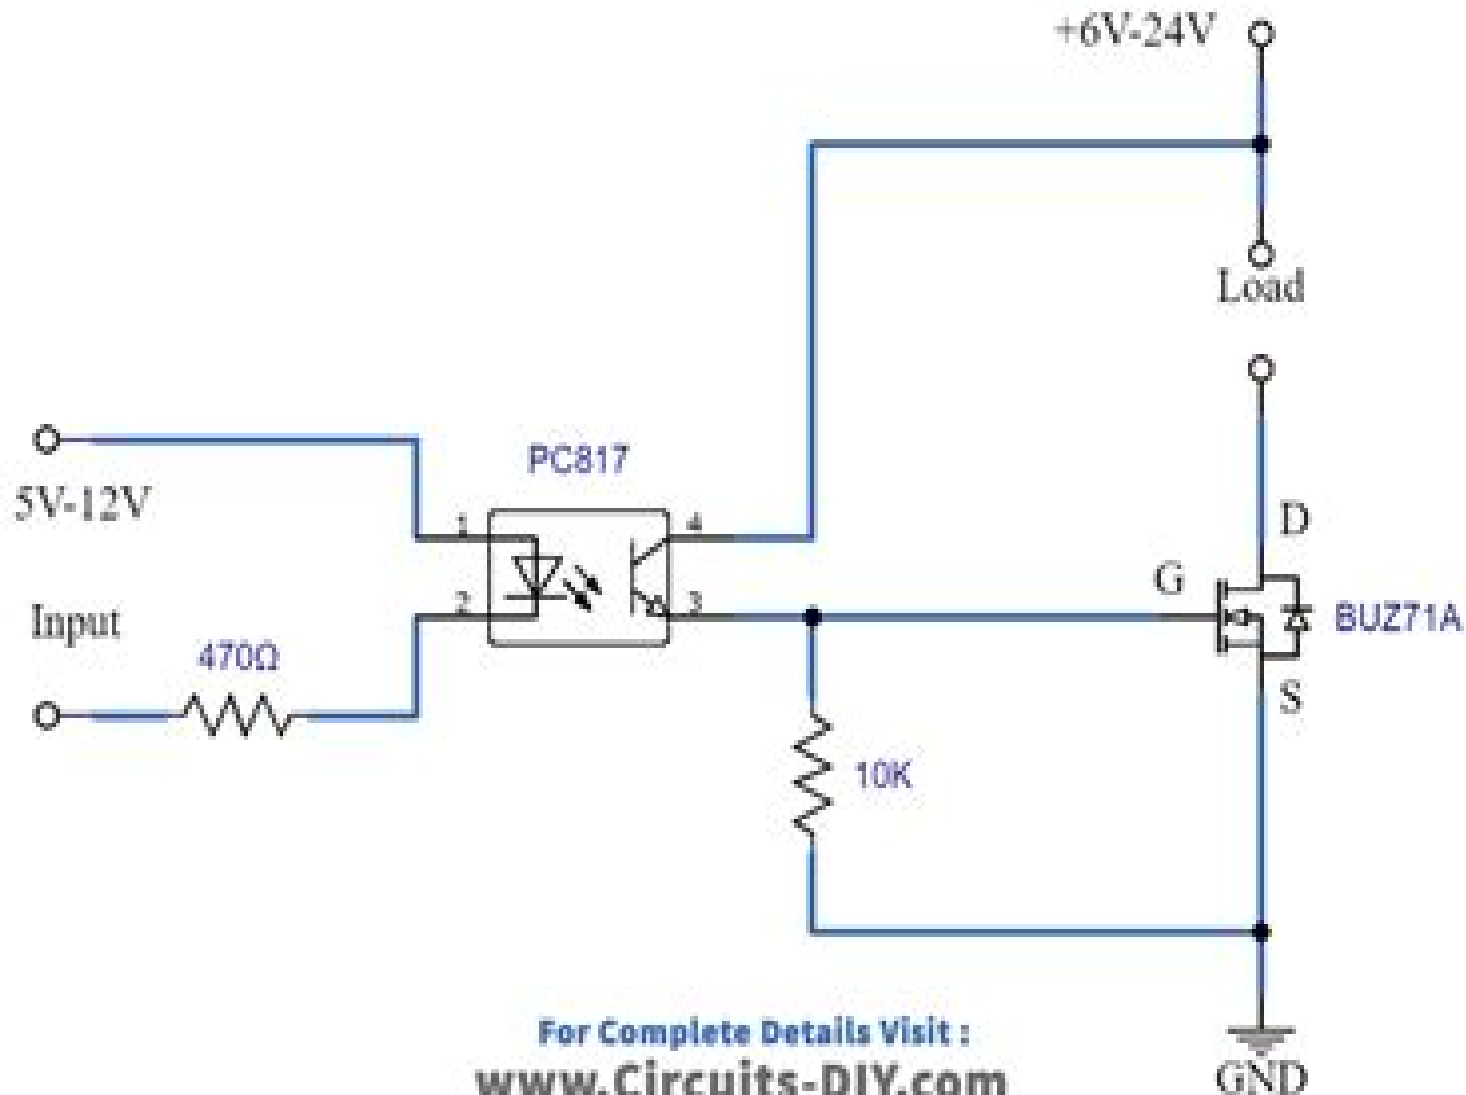 +6V-24V
Load
PC817
5V-12V
1
4
D
2
3
G
Input
BUZ71A
470Ω
S
10K
For Complete Details Visit :
www.Circuits-DIY.com
GND